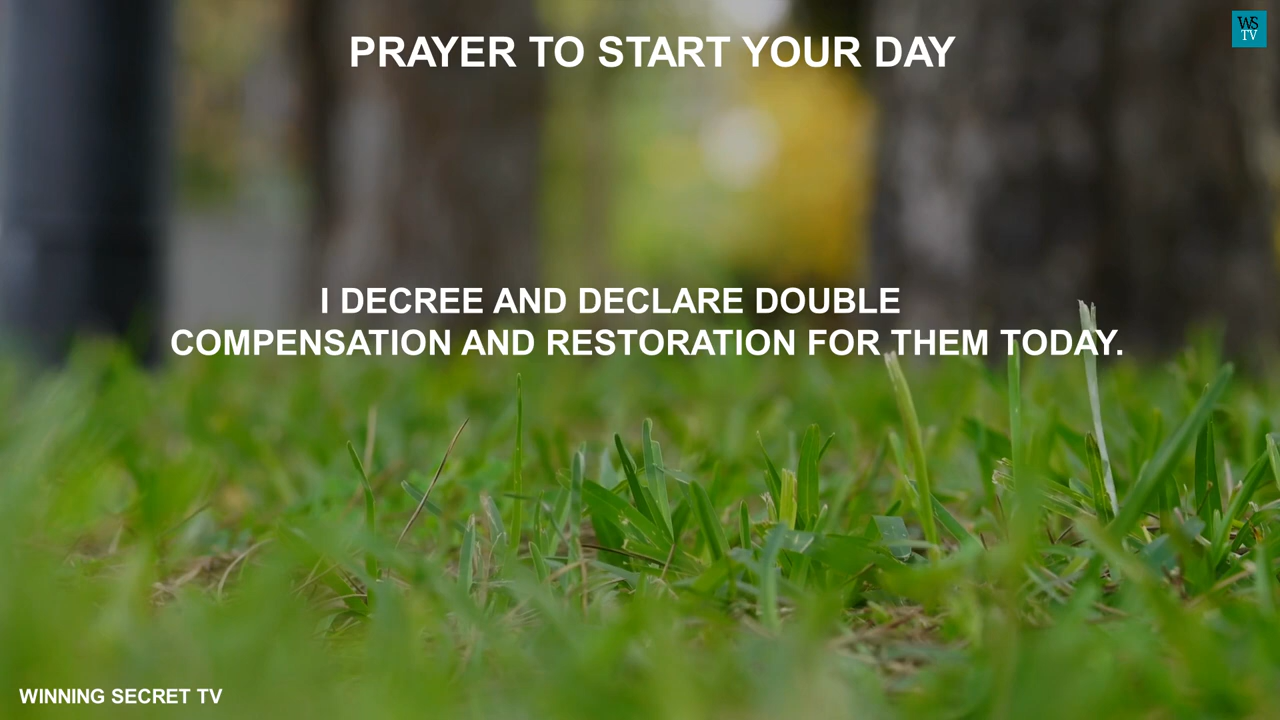 PRAYER TO START YOUR DAY
WS
TV
I DECREE AND DECLARE DOUBLE
COMPENSATION AND RESTORATION FOR THEM TODAY.
WINNING SECRET TV